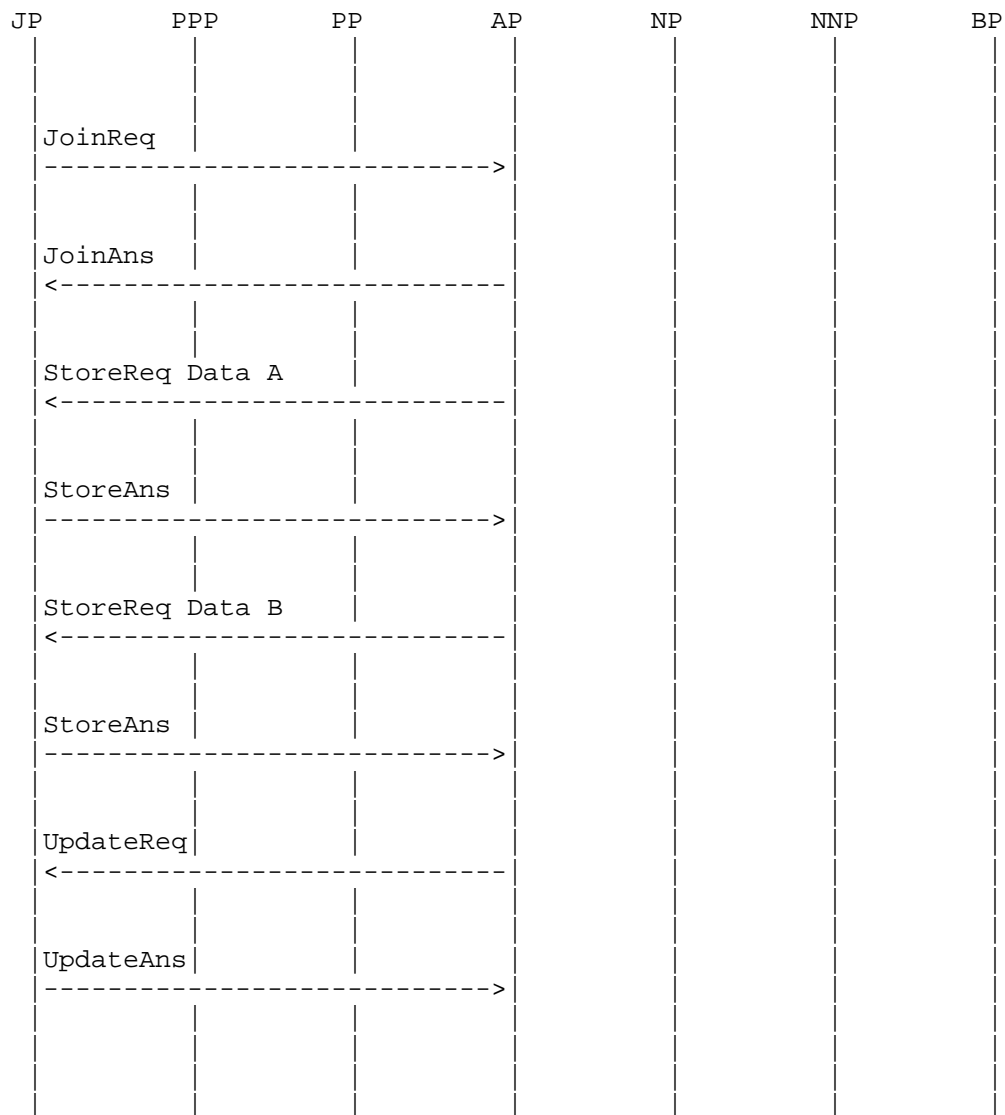 JP PPP PP AP NP NNP BP
JoinReq
JoinAns
StoreReq Data A
StoreAns
StoreReq Data B
StoreAns
UpdateReq
UpdateAns